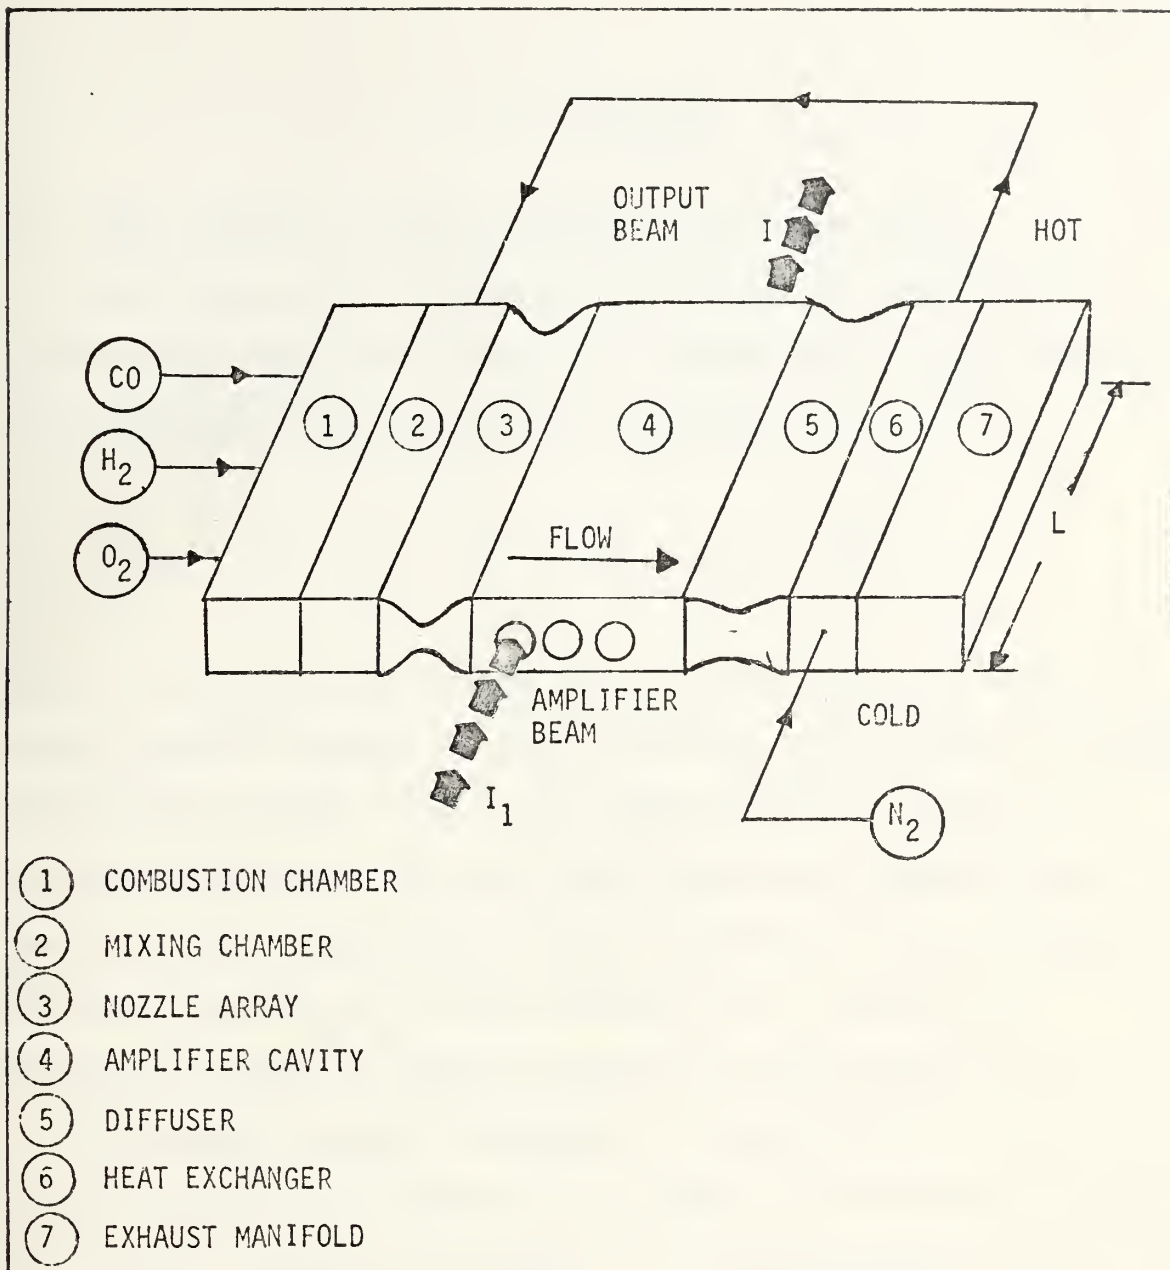 OUTPUT
BEAM
I
HOT
CO
H2
O2
1
2
3
4
5
6
7
L
FLOW
AMPLIFIER
BEAM
I1
COLD
N2
1 COMBUSTION CHAMBER
2 MIXING CHAMBER
3 NOZZLE ARRAY
4 AMPLIFIER CAVITY
5 DIFFUSER
6 HEAT EXCHANGER
7 EXHAUST MANIFOLD